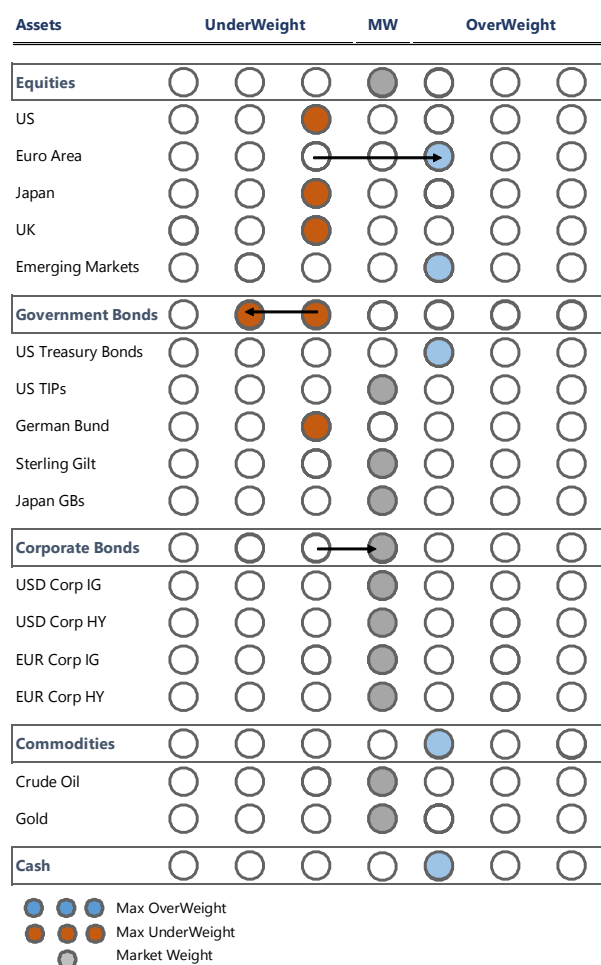 Assets UnderWeight MW OverWeight
Equities
US
Euro Area
Japan
UK
Emerging Markets
Government Bonds
US Treasury Bonds
US TIPs
German Bund
Sterling Gilt
Japan GBs
Corporate Bonds
USD Corp IG
USD Corp HY
EUR Corp IG
EUR Corp HY
Commodities
Crude Oil
Gold
Cash
Max OverWeight
Max UnderWeight
Market Weight